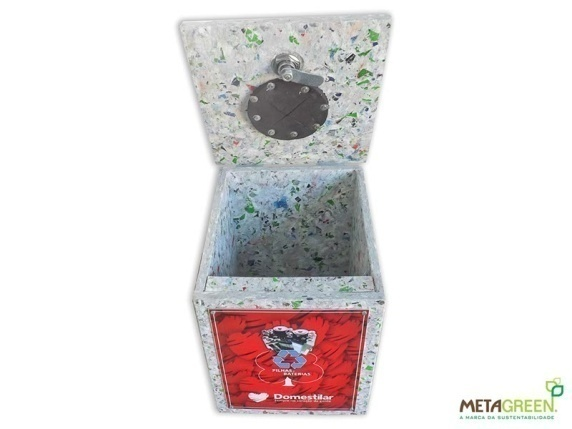 PILHAS
BATERIAS
Domestilar
METAGREEN.
A MARCA DA SUSTENTABILIDADE